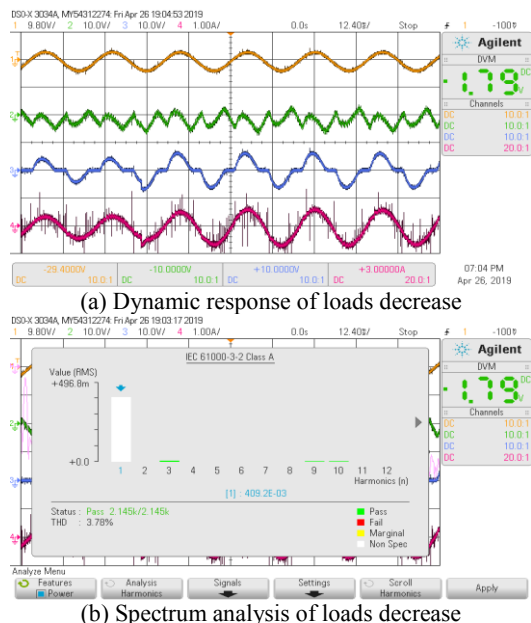 DSO-X 3034A, MY54312274: Fri Apr 26 19:04:53 2019
1 9.80V/ 2 10.0V/ 3 10.0V/ 4 1.00A/ 0.0s 12.40ms/ Stop 1 -100V
Agilent
DVM
-1.79 DC V
Channels
DC 10.0:1
DC 10.0:1
DC 10.0:1
DC 20.0:1
-29.4000V -10.0000V +10.0000V +3.00000A
DC 10.0:1 DC 10.0:1 DC 10.0:1 DC 20.0:1
07:04 PM
Apr 26, 2019
(a) Dynamic response of loads decrease
DSO-X 3034A, MY54312274: Fri Apr 26 19:03:17 2019
1 9.80V/ 2 10.0V/ 3 10.0V/ 4 1.00A/ 0.0s 12.40ms/ Stop 1 -100V
IEC 61000-3-2 Class A
Value (RMS)
+496.8m
+0.0
1 2 3 4 5 6 7 8 9 10 11 12
Harmonics (n)
[1] : 409.2E-03
Status : Pass 2.145k/2.145k
THD : 3.78%
Pass
Fail
Marginal
Non Spec
Agilent
DVM
-1.79 DC V
Channels
DC 10.0:1
DC 10.0:1
DC 10.0:1
DC 20.0:1
Analyze Menu
Features Analysis Signals Settings Scroll Apply
Power Harmonics Harmonics
(b) Spectrum analysis of loads decrease